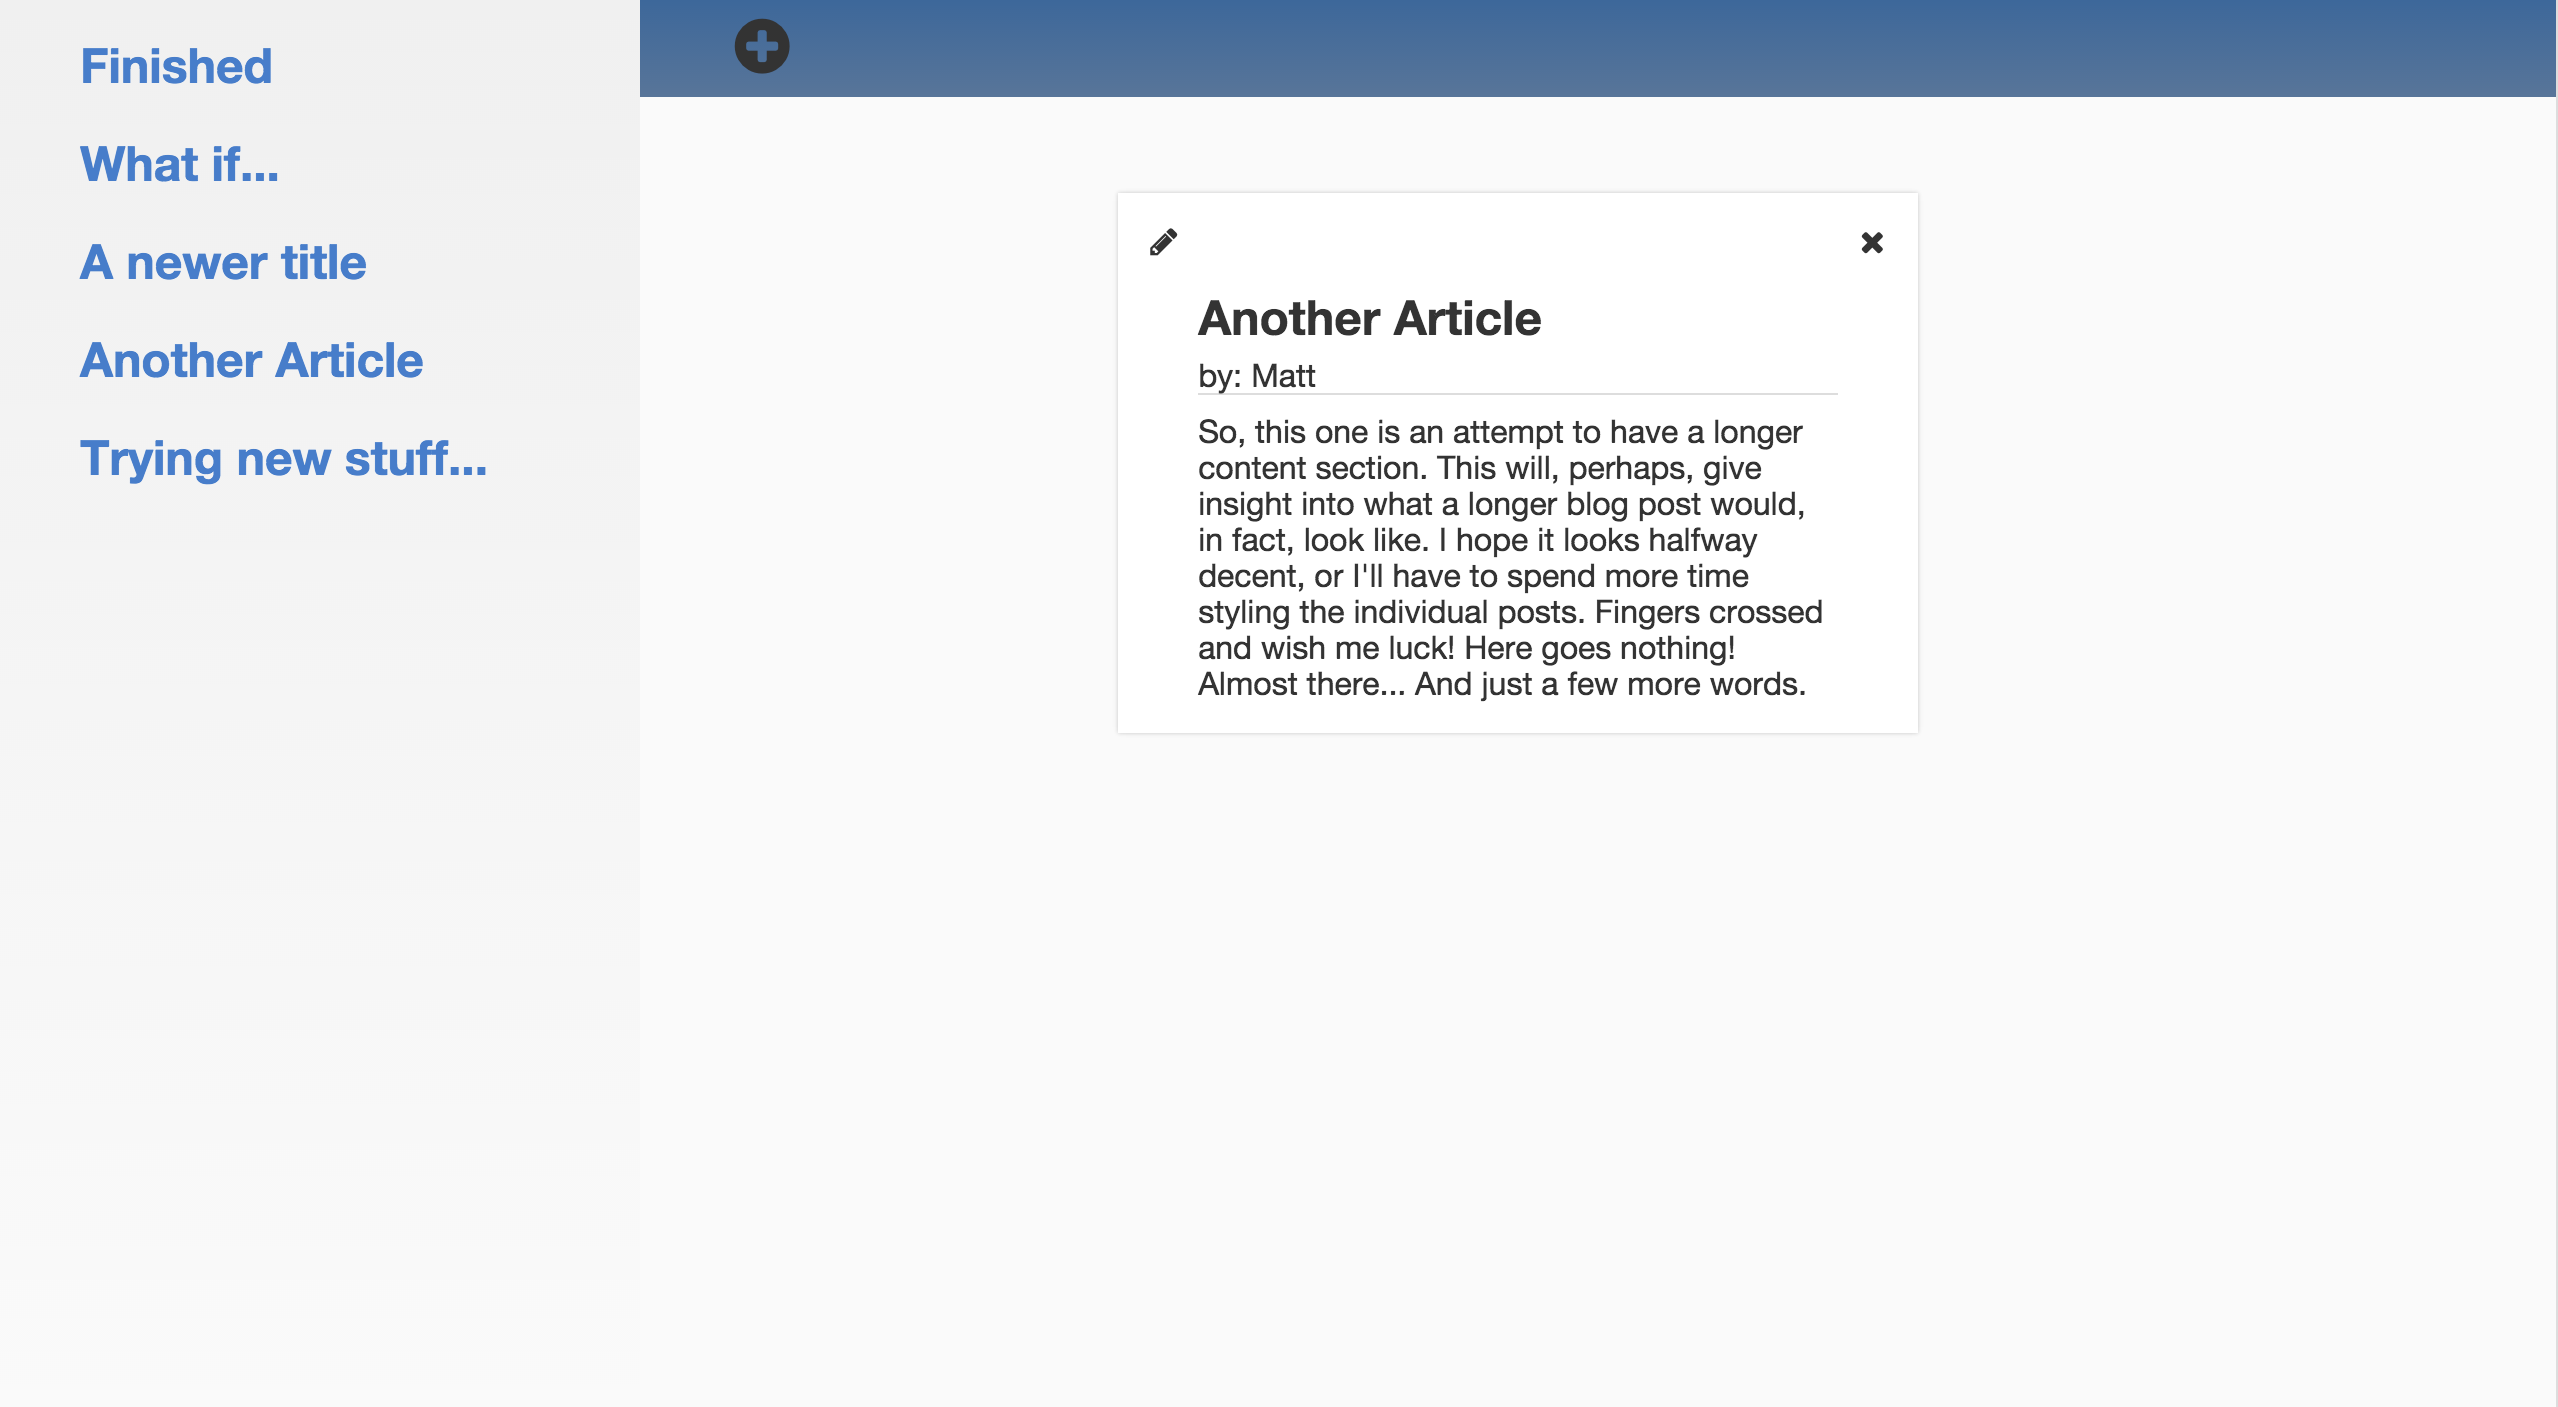 Finished
What if...
A newer title
Another Article
Trying new stuff...
Another Article
by: Matt
So, this one is an attempt to have a longer
content section. This will, perhaps, give
insight into what a longer blog post would,
in fact, look like. I hope it looks halfway
decent, or I'll have to spend more time
styling the individual posts. Fingers crossed
and wish me luck! Here goes nothing!
Almost there... And just a few more words.